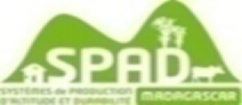 SPAD
SYSTÈMES DE PRODUCTION
D'ALTITUDE ET DURABILITÉ
MADAGASCAR